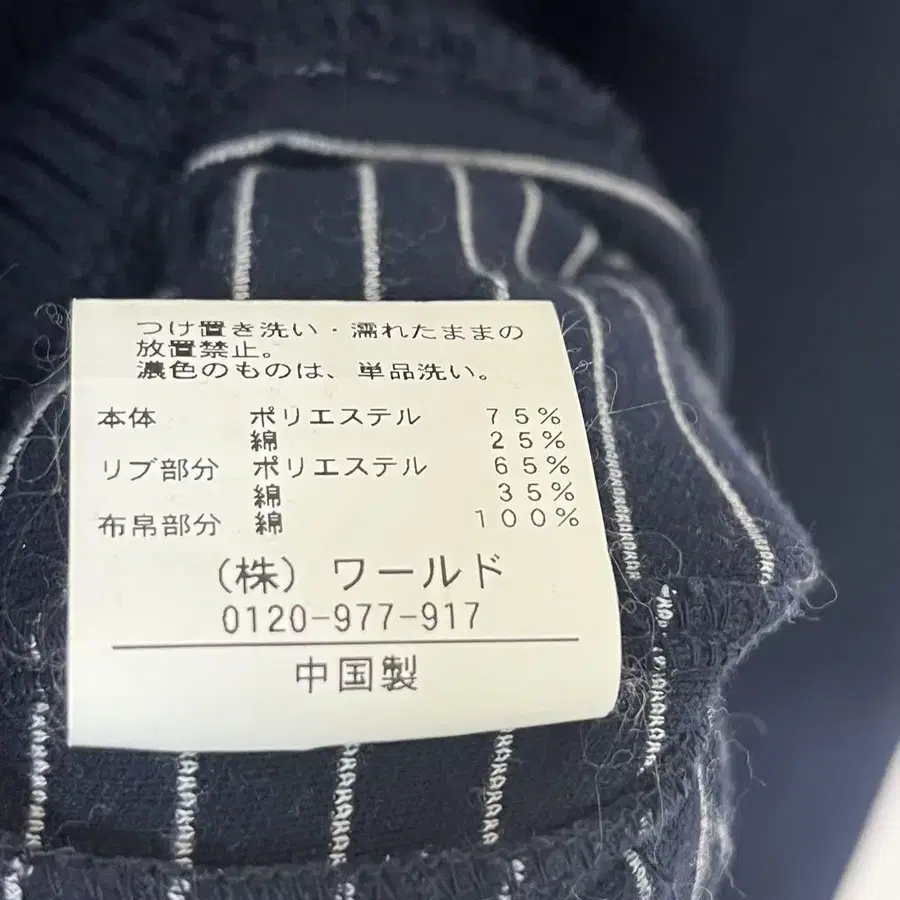 つけ置き洗い・濡れたままの
放置禁止。
濃色のものは、単品洗い。
本体 ポリエステル 75%
綿 25%
リブ部分 ポリエステル 65%
綿 35%
布帛部分 綿 100%
(株) ワールド
0120-977-917
中国製